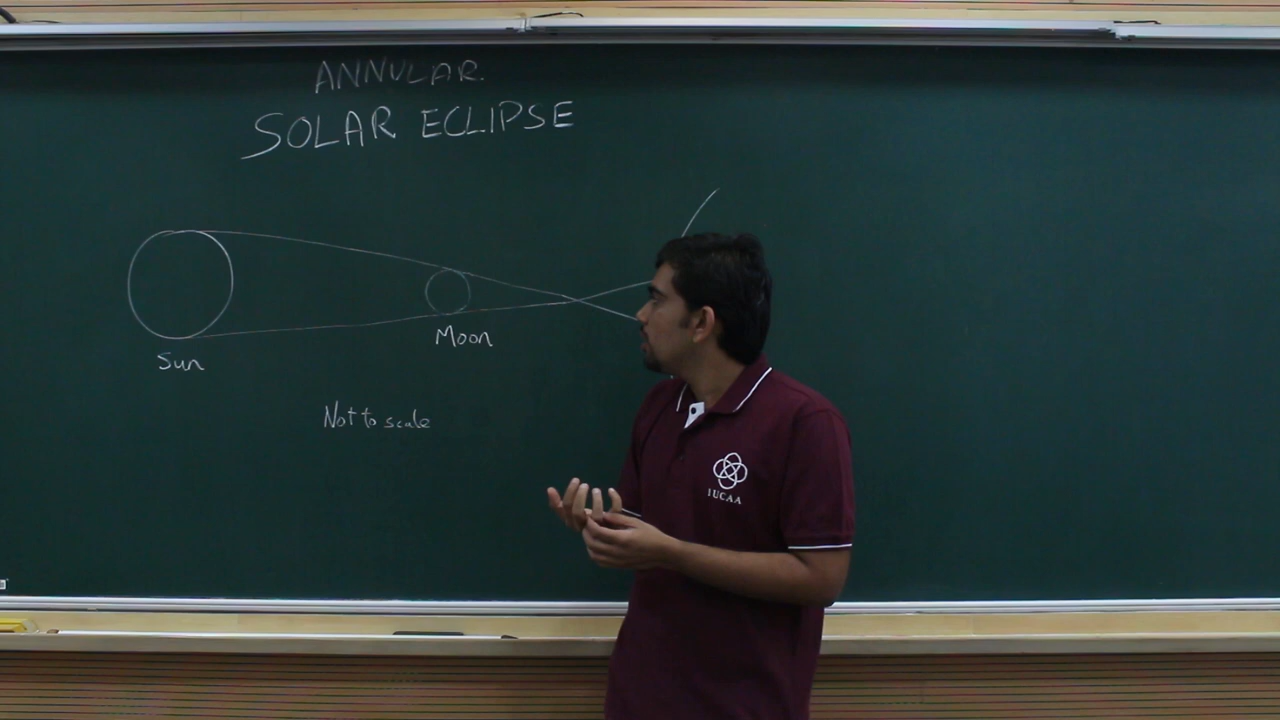 ANNULAR
SOLAR ECLIPSE
Sun
Moon
Not to scale
IUCAA